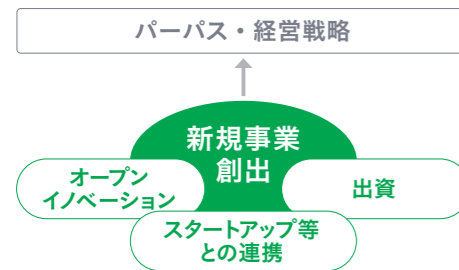 パーパス・経営戦略
新規事業
創出
オープン
イノベーション
出資
スタートアップ等
との連携